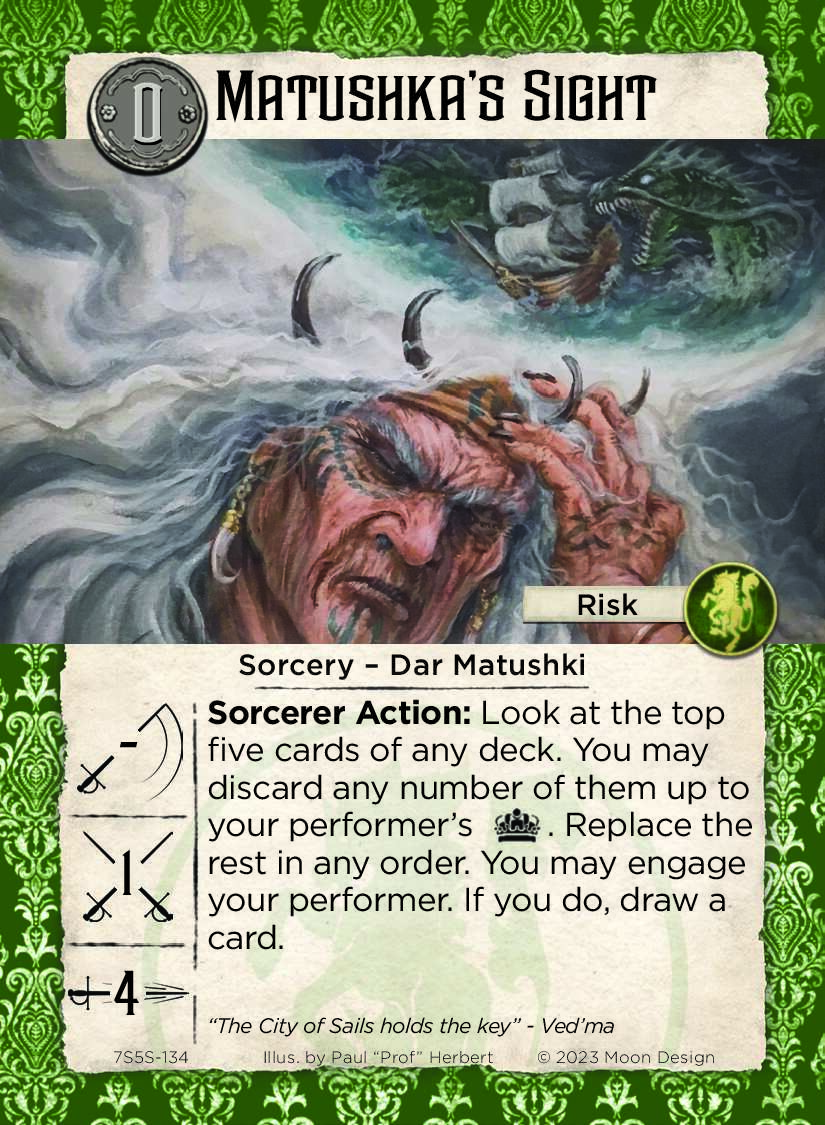 0
Matushka's Sight
Risk
Sorcery – Dar Matushki
Sorcerer Action: Look at the top
five cards of any deck. You may
discard any number of them up to
your performer's . Replace the
rest in any order. You may engage
your performer. If you do, draw a
card.
-
1
4
“The City of Sails holds the key” - Ved’ma
7S5S-134 Illus. by Paul “Prof” Herbert © 2023 Moon Design